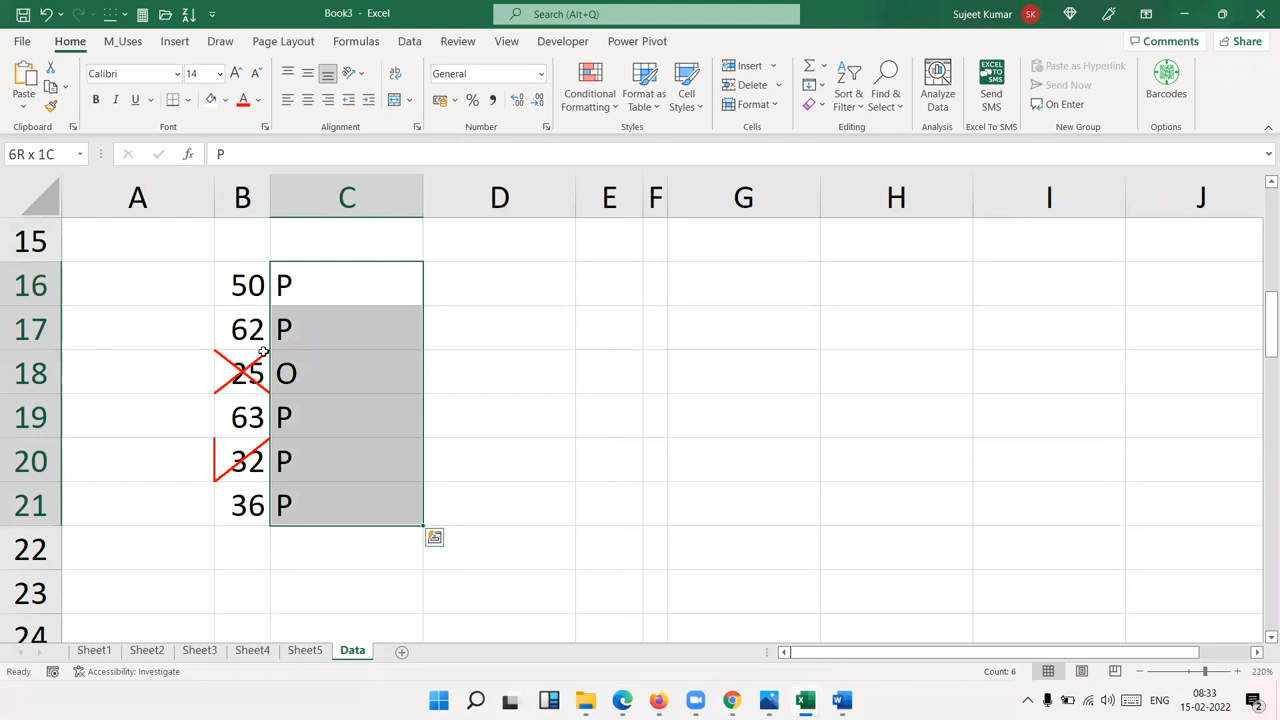 Book3 - Excel
Search (Alt+Q)
Sujeet Kumar
SK
File
Home
M_Uses
Insert
Draw
Page Layout
Formulas
Data
Review
View
Developer
Help
Power Pivot
Comments
Share
Paste
Clipboard
Calibri
14
B I U
Font
Alignment
General
Number
Conditional Formatting
Format as Table
Cell Styles
Styles
Insert
Delete
Format
Cells
Sort & Filter
Find & Select
Editing
Analyze Data
Analysis
Send SMS
Excel To SMS
Paste as Hyperlink
Send Now
On Enter
New Group
Barcodes
Options
6R x 1C
fx
P
A B C D E F G H I J
15
16 50 P
17 62 P
18 25 O
19 63 P
20 32 P
21 36 P
22
23
24
Sheet1
Sheet2
Sheet3
Sheet4
Sheet5
Data
Ready
Accessibility: Investigate
Count: 6
220%
ENG
08:33
15-02-2022
2